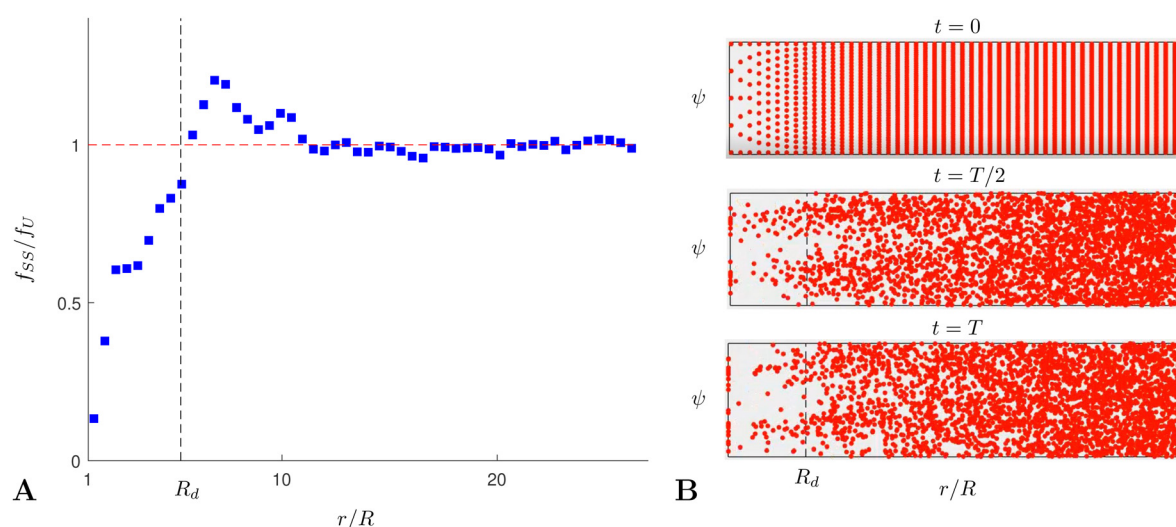 1
f_{SS}/f_U
0.5
0
1
R_d
10
20
r/R
A
t = 0
ψ
t = T/2
ψ
t = T
ψ
R_d
r/R
B